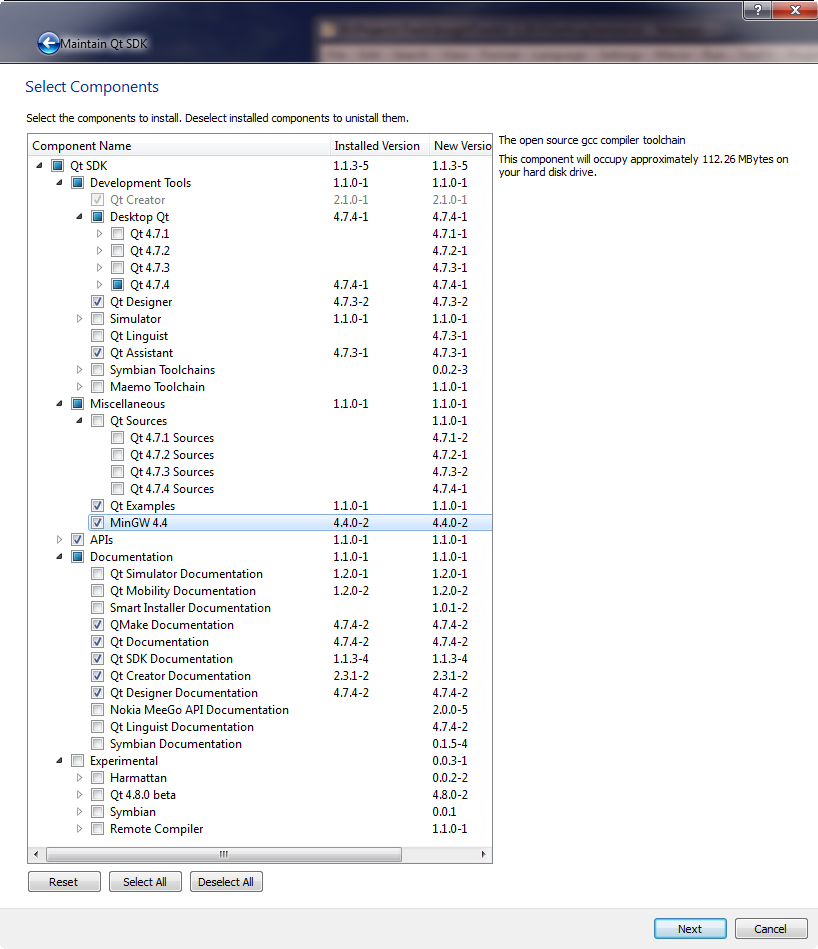 Maintain Qt SDK
Select Components
Select the components to install. Deselect installed components to unistall them.
Component Name Installed Version New Versio
The open source gcc compiler toolchain
This component will occupy approximately 112.26 MBytes on
your hard disk drive.
Qt SDK 1.1.3-5 1.1.3-5
Development Tools 1.1.0-1 1.1.0-1
Qt Creator 2.1.0-1 2.1.0-1
Desktop Qt 4.7.4-1 4.7.4-1
Qt 4.7.1 4.7.1-1
Qt 4.7.2 4.7.2-1
Qt 4.7.3 4.7.3-1
Qt 4.7.4 4.7.4-1 4.7.4-1
Qt Designer 4.7.3-2 4.7.3-2
Simulator 1.1.0-1 1.1.0-1
Qt Linguist 4.7.3-1
Qt Assistant 4.7.3-1 4.7.3-1
Symbian Toolchains 0.0.2-3
Maemo Toolchain 1.1.0-1
Miscellaneous 1.1.0-1 1.1.0-1
Qt Sources 1.1.0-1
Qt 4.7.1 Sources 4.7.1-2
Qt 4.7.2 Sources 4.7.2-1
Qt 4.7.3 Sources 4.7.3-2
Qt 4.7.4 Sources 4.7.4-1
Qt Examples 1.1.0-1 1.1.0-1
MinGW 4.4 4.4.0-2 4.4.0-2
APIs 1.1.0-1 1.1.0-1
Documentation 1.1.0-1 1.1.0-1
Qt Simulator Documentation 1.2.0-1 1.2.0-1
Qt Mobility Documentation 1.2.0-2 1.2.0-2
Smart Installer Documentation 1.0.1-2
QMake Documentation 4.7.4-2 4.7.4-2
Qt Documentation 4.7.4-2 4.7.4-2
Qt SDK Documentation 1.1.3-4 1.1.3-4
Qt Creator Documentation 2.3.1-2 2.3.1-2
Qt Designer Documentation 4.7.4-2 4.7.4-2
Nokia MeeGo API Documentation 2.0.0-5
Qt Linguist Documentation 4.7.4-2
Symbian Documentation 0.1.5-4
Experimental 0.0.3-1
Harmattan 0.0.2-2
Qt 4.8.0 beta 4.8.0-2
Symbian 0.0.1
Remote Compiler 1.1.0-1
Reset Select All Deselect All
Next Cancel